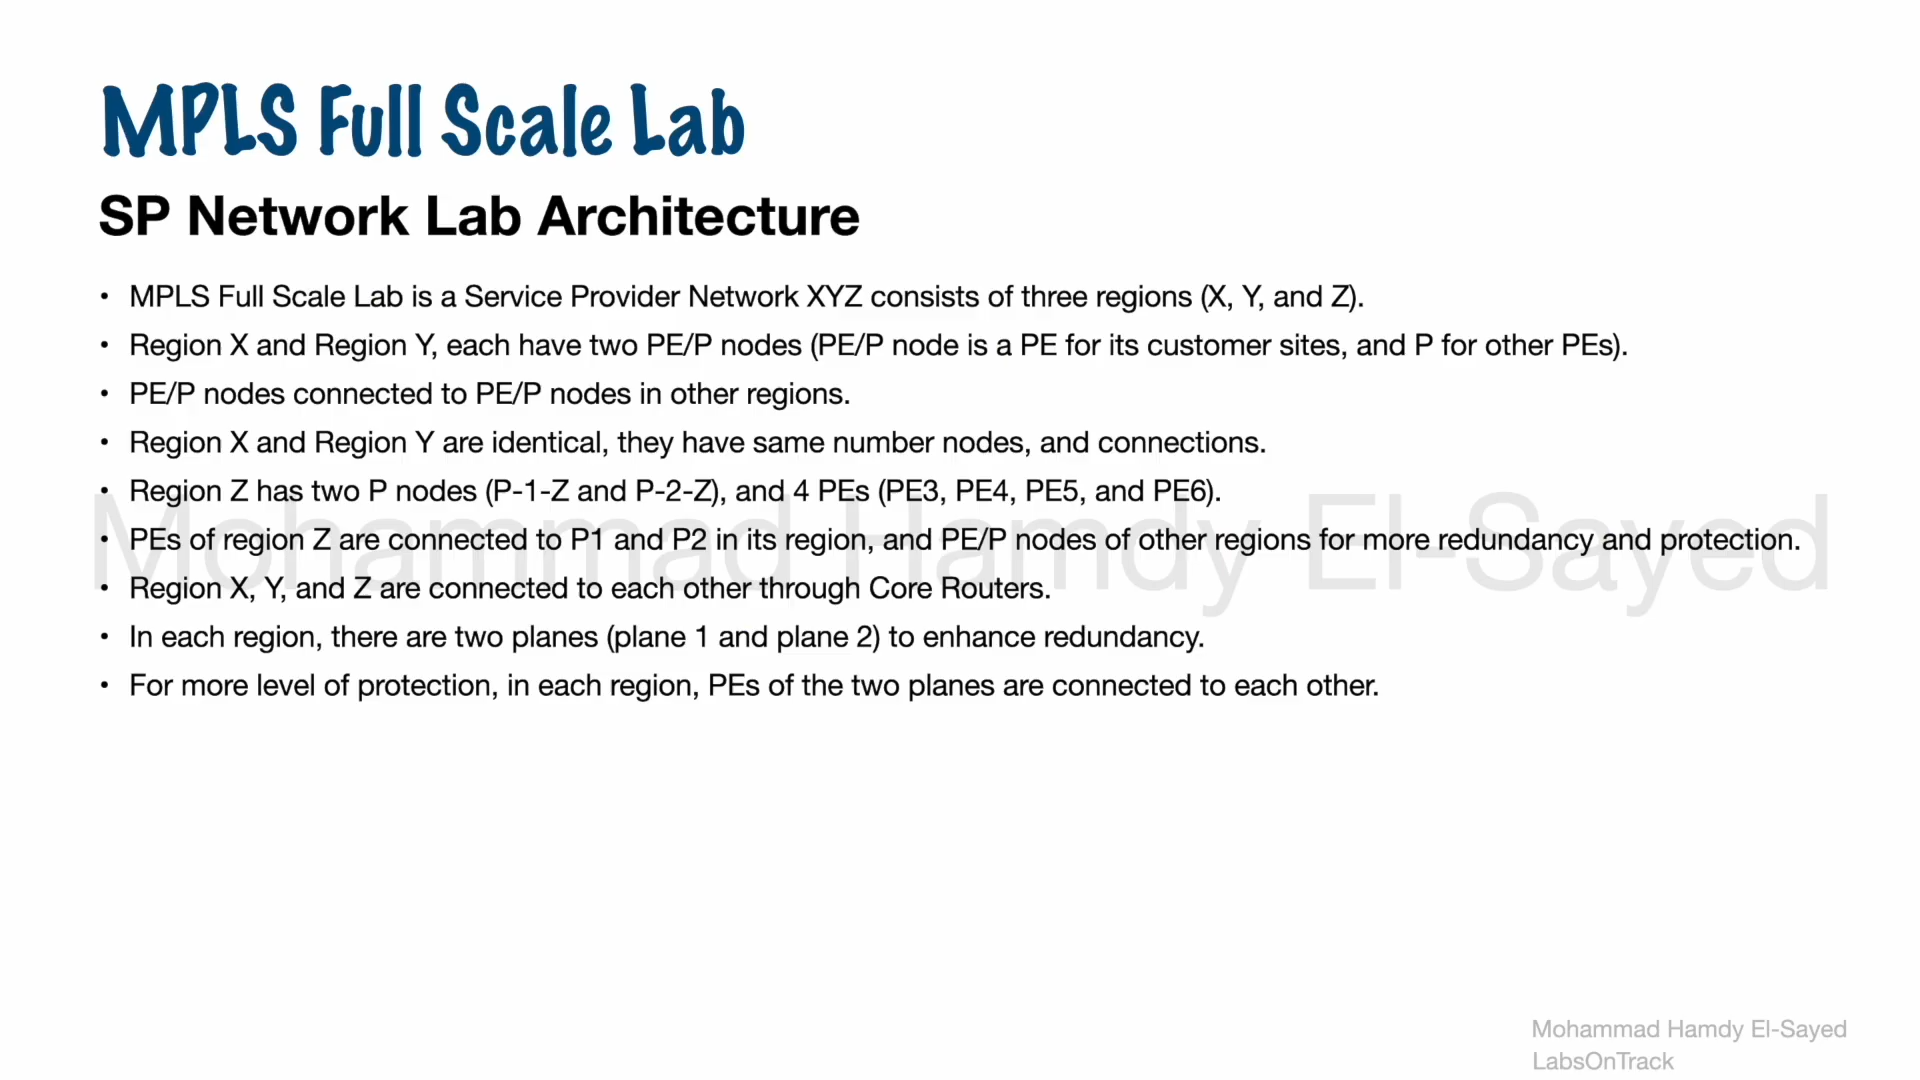 MPLS Full Scale Lab
SP Network Lab Architecture
• MPLS Full Scale Lab is a Service Provider Network XYZ consists of three regions (X, Y, and Z).
• Region X and Region Y, each have two PE/P nodes (PE/P node is a PE for its customer sites, and P for other PEs).
• PE/P nodes connected to PE/P nodes in other regions.
• Region X and Region Y are identical, they have same number nodes, and connections.
• Region Z has two P nodes (P-1-Z and P-2-Z), and 4 PEs (PE3, PE4, PE5, and PE6).
Mohammad Hamdy El-Sayed
• PEs of region Z are connected to P1 and P2 in its region, and PE/P nodes of other regions for more redundancy and protection.
• Region X, Y, and Z are connected to each other through Core Routers.
• In each region, there are two planes (plane 1 and plane 2) to enhance redundancy.
• For more level of protection, in each region, PEs of the two planes are connected to each other.
Mohammad Hamdy El-Sayed
LabsOnTrack